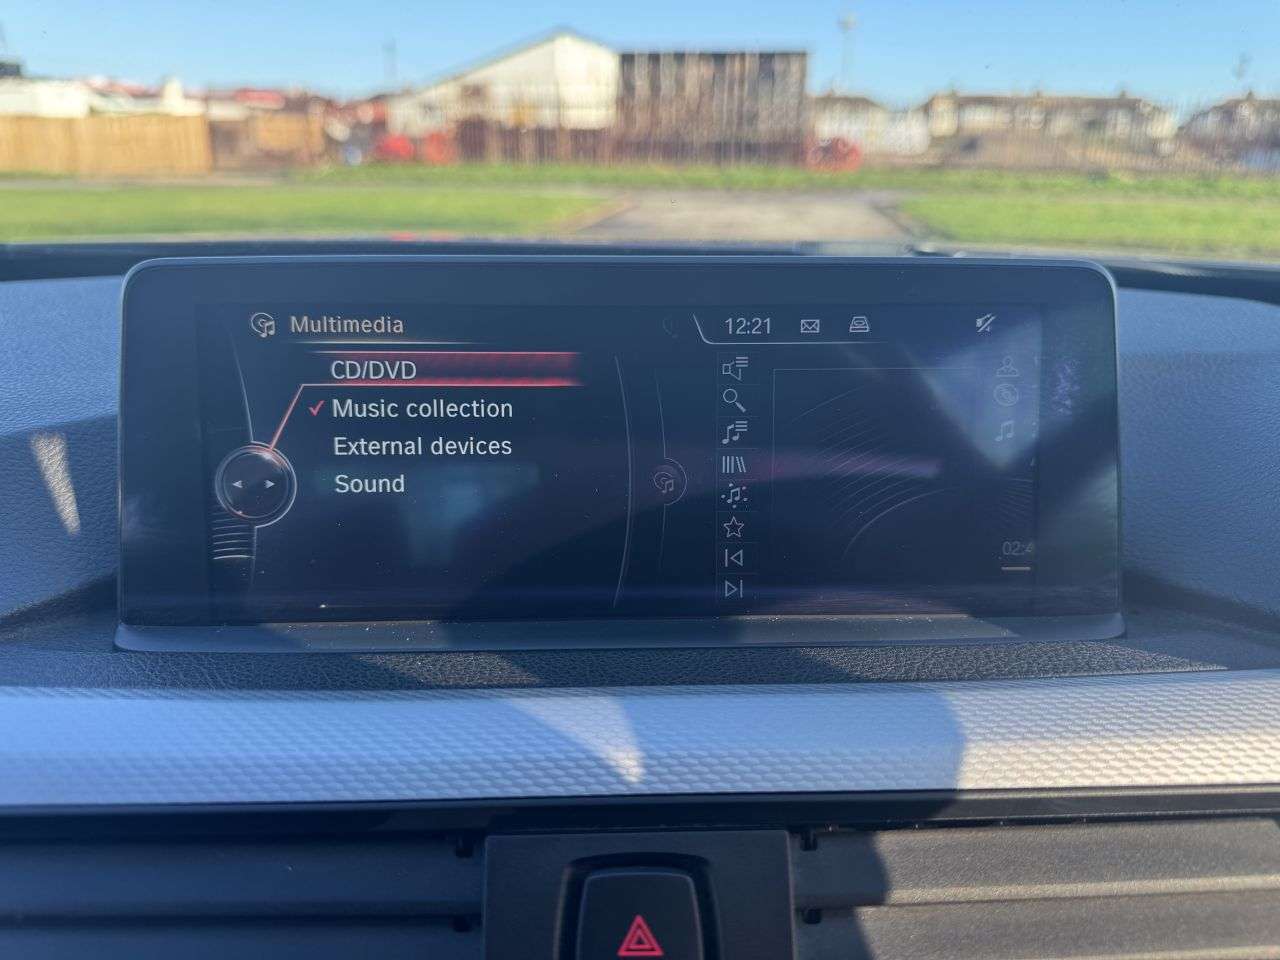 Multimedia
12:21
CD/DVD
Music collection
External devices
Sound